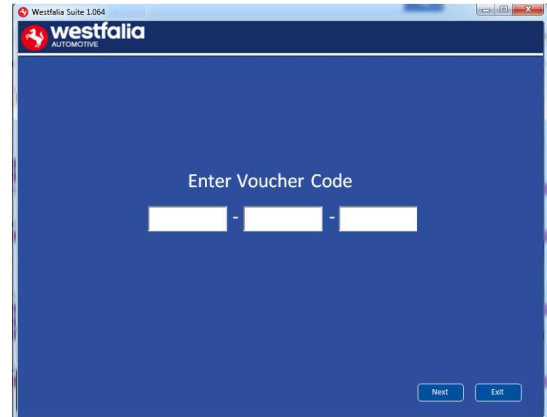 Westfalia Suite 1.064
westfalia
AUTOMOTIVE
Enter Voucher Code
- -
Next Exit